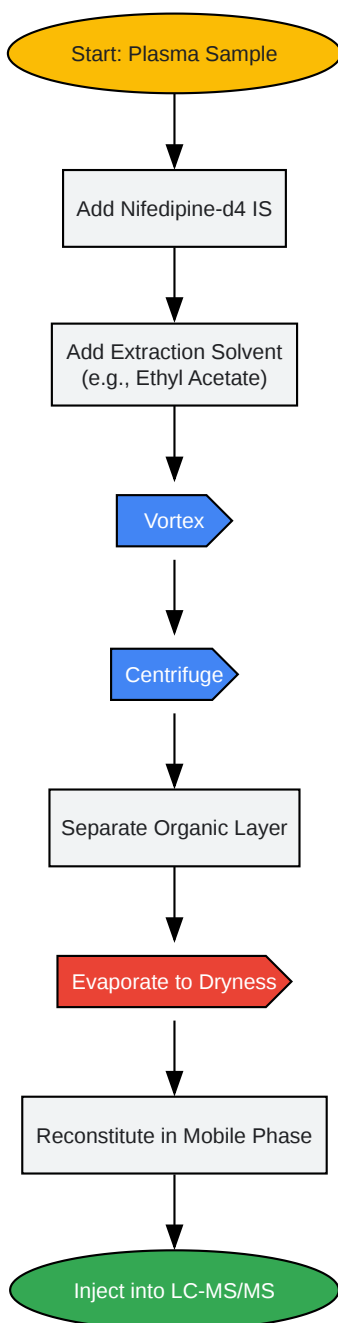 Start: Plasma Sample
Add Nifedipine-d4 IS
Add Extraction Solvent
(e.g., Ethyl Acetate)
Vortex
Centrifuge
Separate Organic Layer
Evaporate to Dryness
Reconstitute in Mobile Phase
Inject into LC-MS/MS